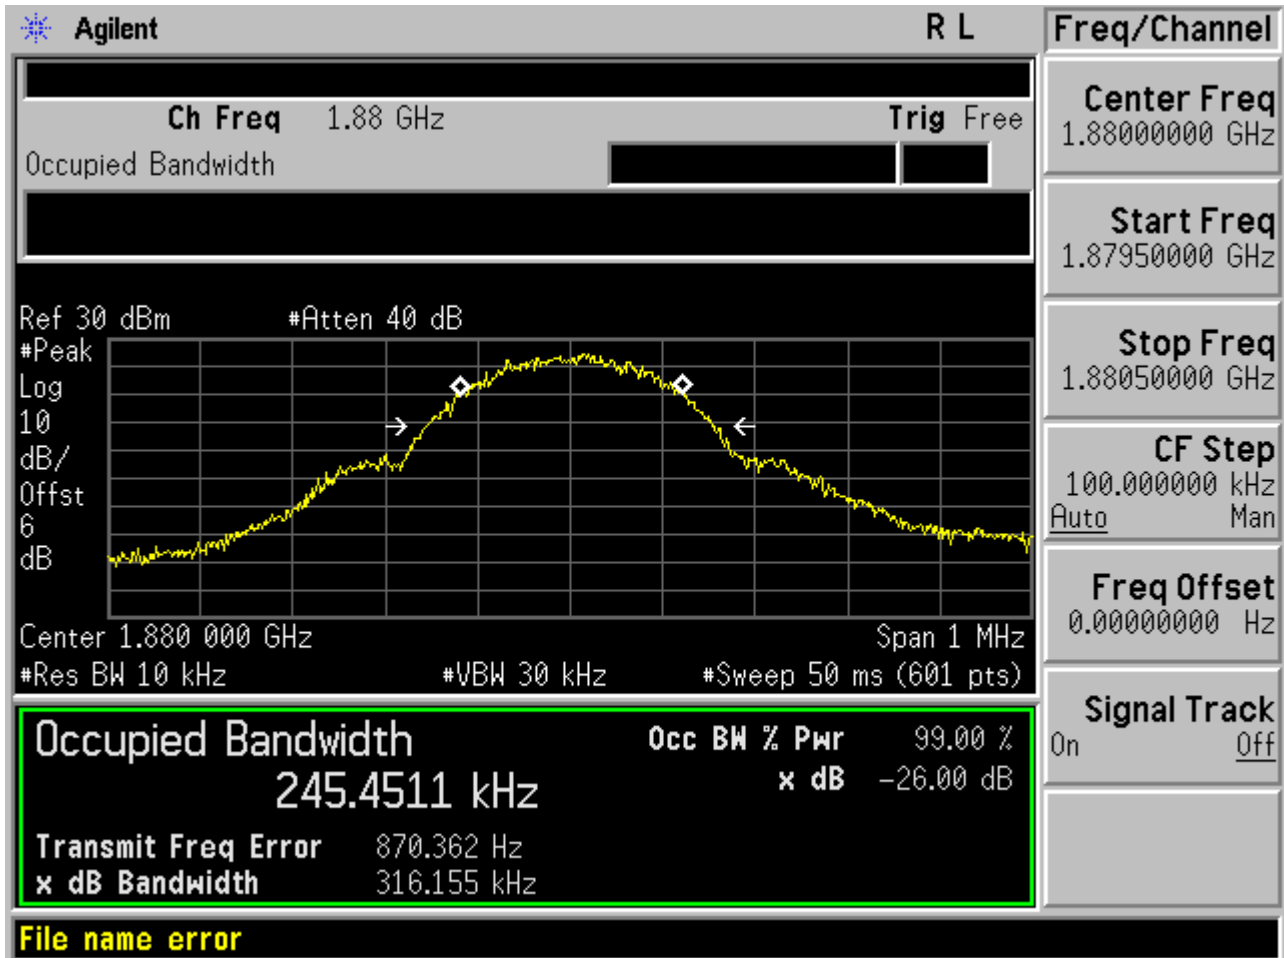 Agilent R L Freq/Channel
Ch Freq 1.88 GHz Trig Free
Occupied Bandwidth
Center Freq
1.88000000 GHz
Start Freq
1.87950000 GHz
Stop Freq
1.88050000 GHz
CF Step
100.000000 kHz
Auto Man
Freq Offset
0.00000000 Hz
Signal Track
On Off
Ref 30 dBm #Atten 40 dB
#Peak
Log
10
dB/
Offst
6
dB
Center 1.880 000 GHz Span 1 MHz
#Res BW 10 kHz #VBW 30 kHz #Sweep 50 ms (601 pts)
Occupied Bandwidth Occ BW % Pwr 99.00 %
245.4511 kHz x dB -26.00 dB
Transmit Freq Error 870.362 Hz
x dB Bandwidth 316.155 kHz
File name error